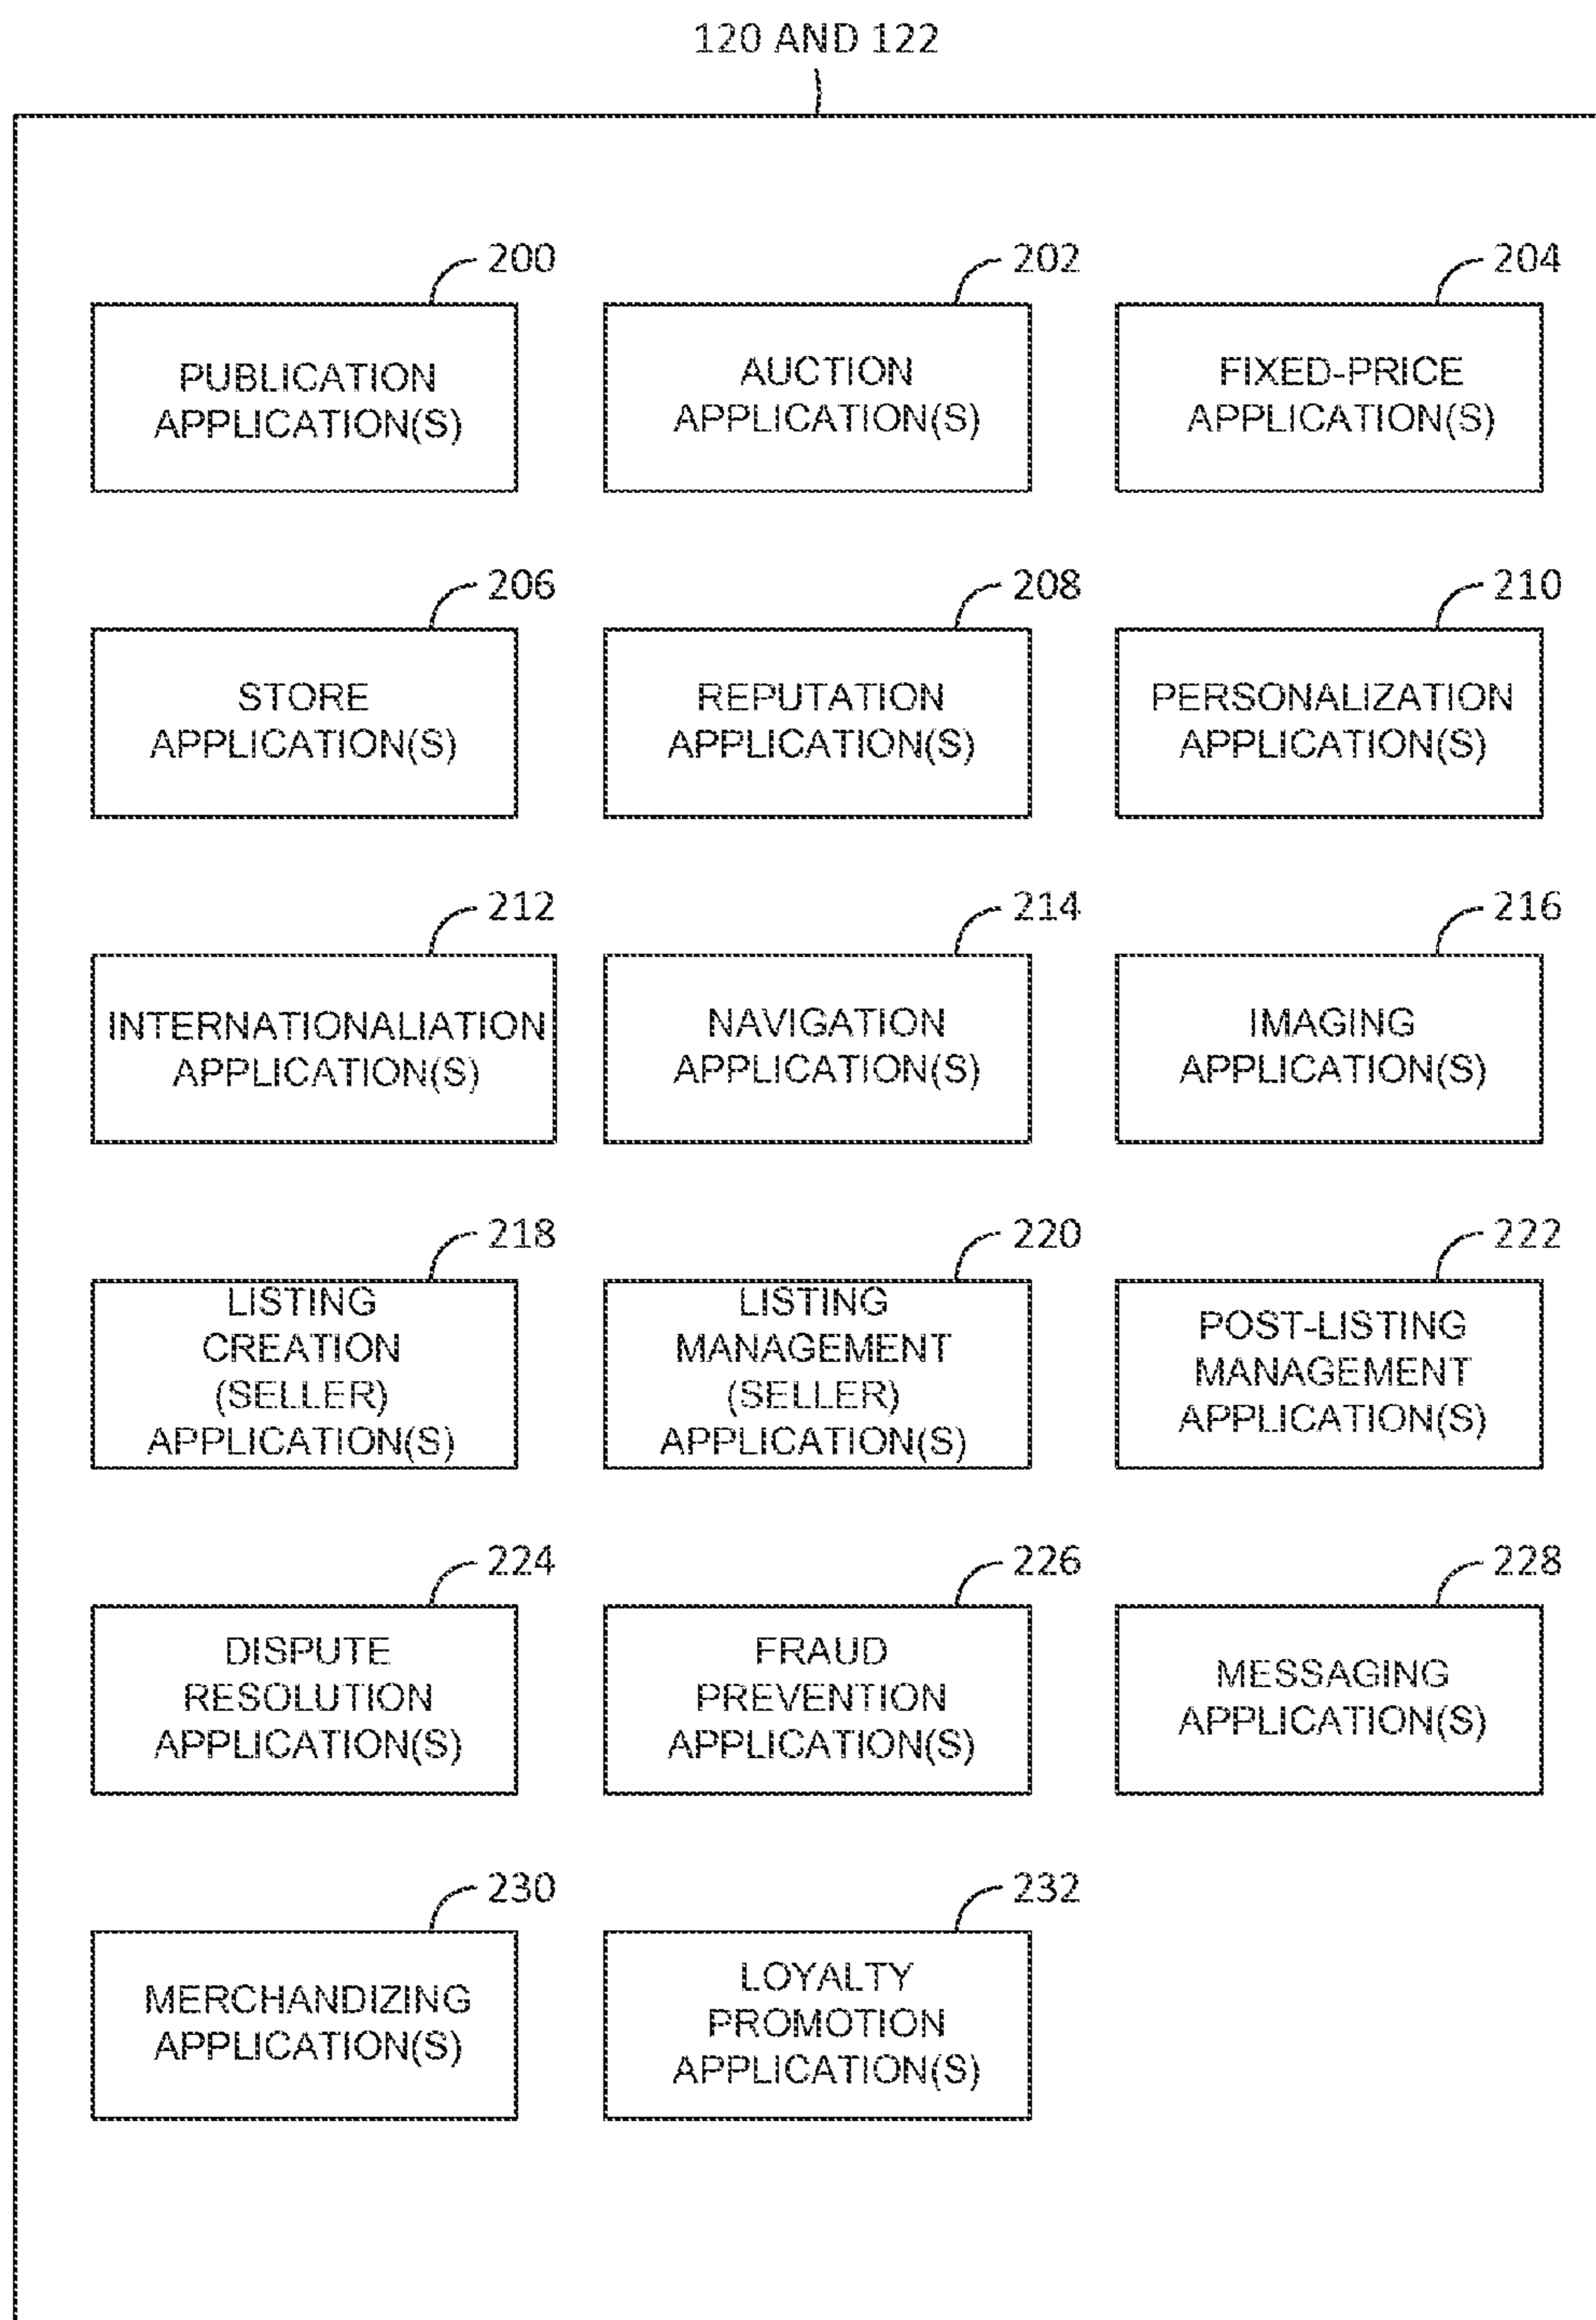 120 AND 122
200
PUBLICATION
APPLICATION(S)
202
AUCTION
APPLICATION(S)
204
FIXED-PRICE
APPLICATION(S)
206
STORE
APPLICATION(S)
208
REPUTATION
APPLICATION(S)
210
PERSONALIZATION
APPLICATION(S)
212
INTERNATIONALIATION
APPLICATION(S)
214
NAVIGATION
APPLICATION(S)
216
IMAGING
APPLICATION(S)
218
LISTING
CREATION
(SELLER)
APPLICATION(S)
220
LISTING
MANAGEMENT
(SELLER)
APPLICATION(S)
222
POST-LISTING
MANAGEMENT
APPLICATION(S)
224
DISPUTE
RESOLUTION
APPLICATION(S)
226
FRAUD
PREVENTION
APPLICATION(S)
228
MESSAGING
APPLICATION(S)
230
MERCHANDIZING
APPLICATION(S)
232
LOYALTY
PROMOTION
APPLICATION(S)